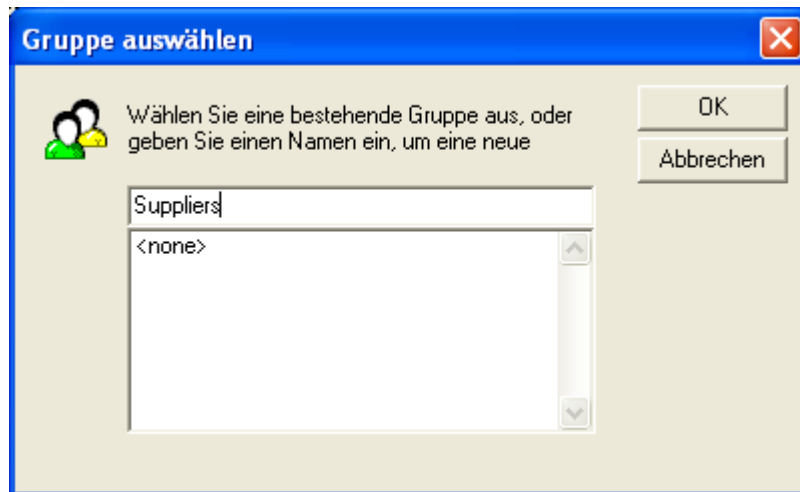 Gruppe auswählen
Wählen Sie eine bestehende Gruppe aus, oder
geben Sie einen Namen ein, um eine neue
OK
Abbrechen
Suppliers
<none>